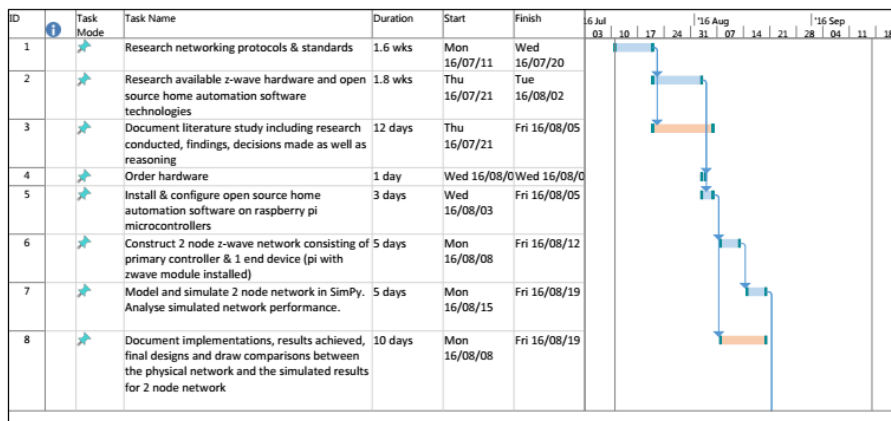 ID Task Mode Task Name Duration Start Finish 16 Jul '16 Aug '16 Sep
03 10 17 24 31 07 14 21 28 04 11 18
1 Research networking protocols & standards 1.6 wks Mon 16/07/11 Wed 16/07/20
2 Research available z-wave hardware and open 1.8 wks Thu 16/07/21 Tue 16/08/02
source home automation software
technologies
3 Document literature study including research 12 days Thu 16/07/21 Fri 16/08/05
conducted, findings, decisions made as well as
reasoning
4 Order hardware 1 day Wed 16/08/0 Wed 16/08/0
5 Install & configure open source home 3 days Wed 16/08/03 Fri 16/08/05
automation software on raspberry pi
microcontrollers
6 Construct 2 node z-wave network consisting of 5 days Mon 16/08/08 Fri 16/08/12
primary controller & 1 end device (pi with
zwave module installed)
7 Model and simulate 2 node network in SimPy. 5 days Mon 16/08/15 Fri 16/08/19
Analyse simulated network performance.
8 Document implementations, results achieved, 10 days Mon 16/08/08 Fri 16/08/19
final designs and draw comparisons between
the physical network and the simulated results
for 2 node network